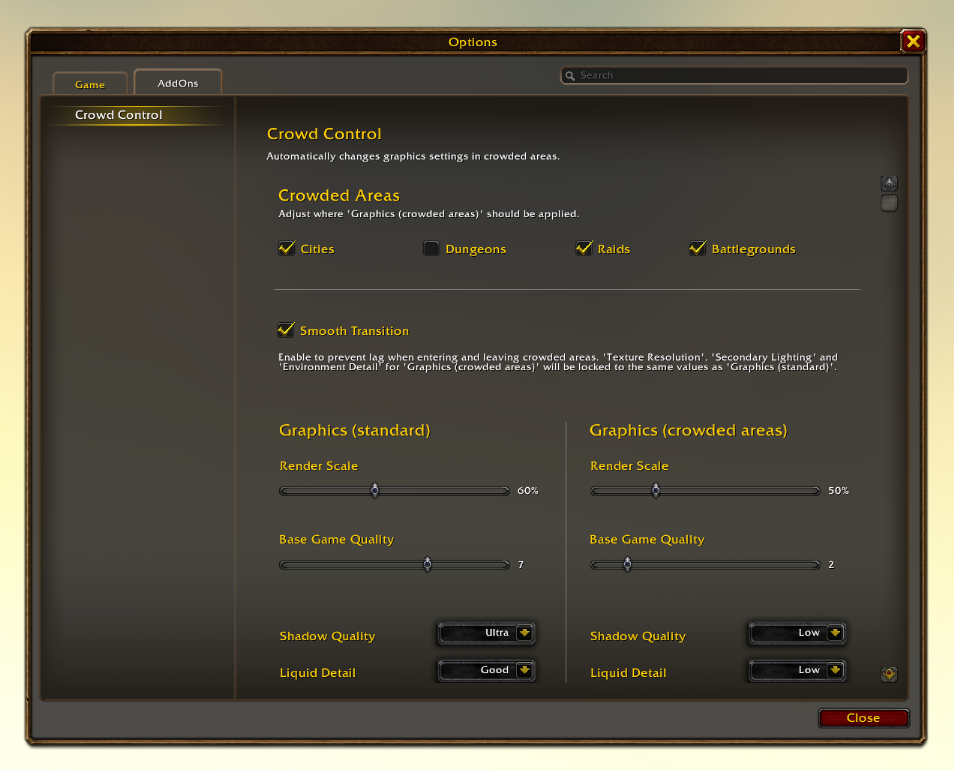 Options
Game
AddOns
Search
Crowd Control
Crowd Control
Automatically changes graphics settings in crowded areas.
Crowded Areas
Adjust where 'Graphics (crowded areas)' should be applied.
Cities
Dungeons
Raids
Battlegrounds
Smooth Transition
Enable to prevent lag when entering and leaving crowded areas. 'Texture Resolution', 'Secondary Lighting' and
'Environment Detail' for 'Graphics (crowded areas)' will be locked to the same values as 'Graphics (standard)'.
Graphics (standard)
Render Scale
60%
Base Game Quality
7
Shadow Quality
Ultra
Liquid Detail
Good
Graphics (crowded areas)
Render Scale
50%
Base Game Quality
2
Shadow Quality
Low
Liquid Detail
Low
Close